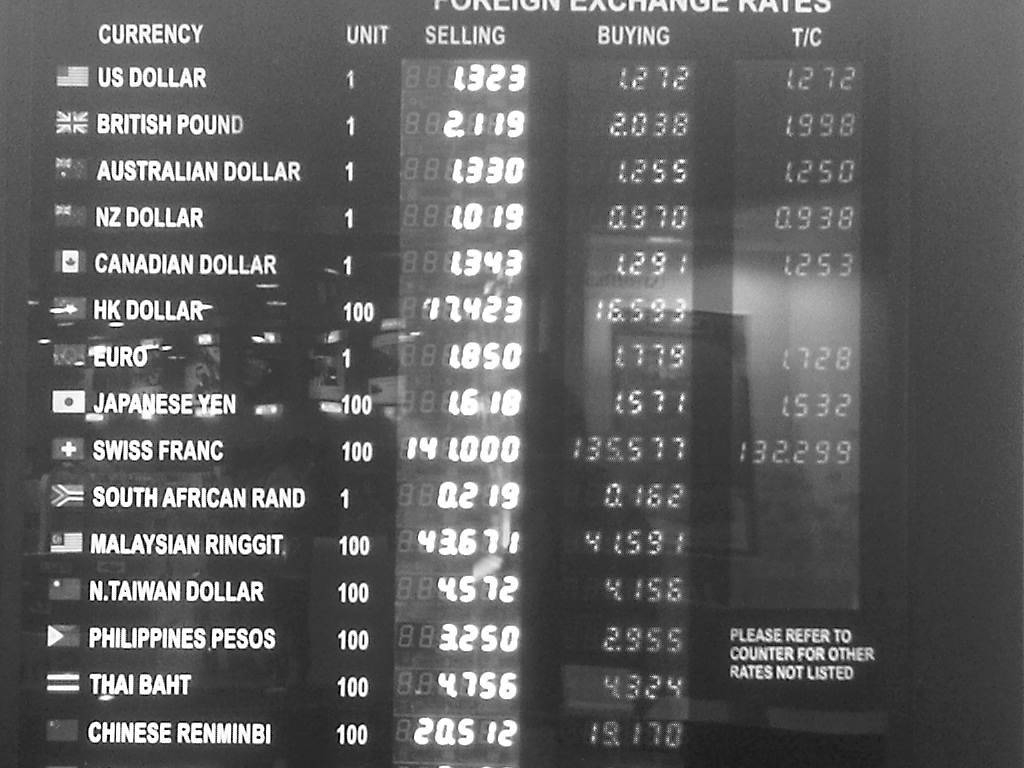 FOREIGN EXCHANGE RATES
CURRENCY UNIT SELLING BUYING T/C
US DOLLAR 1 1.323 1.272 1.272
BRITISH POUND 1 2.119 2.038 1.998
AUSTRALIAN DOLLAR 1 1.330 1.255 1.250
NZ DOLLAR 1 1.019 0.970 0.938
CANADIAN DOLLAR 1 1.343 1.291 1.253
HK DOLLAR 100 17.423 16.593
EURO 1 1.850 1.779 1.728
JAPANESE YEN 100 1.618 1.571 1.532
SWISS FRANC 100 141.000 135.577 132.299
SOUTH AFRICAN RAND 1 0.219 0.162
MALAYSIAN RINGGIT 100 43.671 41.591
N.TAIWAN DOLLAR 100 4.572 4.156
PHILIPPINES PESOS 100 3.250 2.955
PLEASE REFER TO
COUNTER FOR OTHER
RATES NOT LISTED
THAI BAHT 100 4.756 4.324
CHINESE RENMINBI 100 20.512 19.170